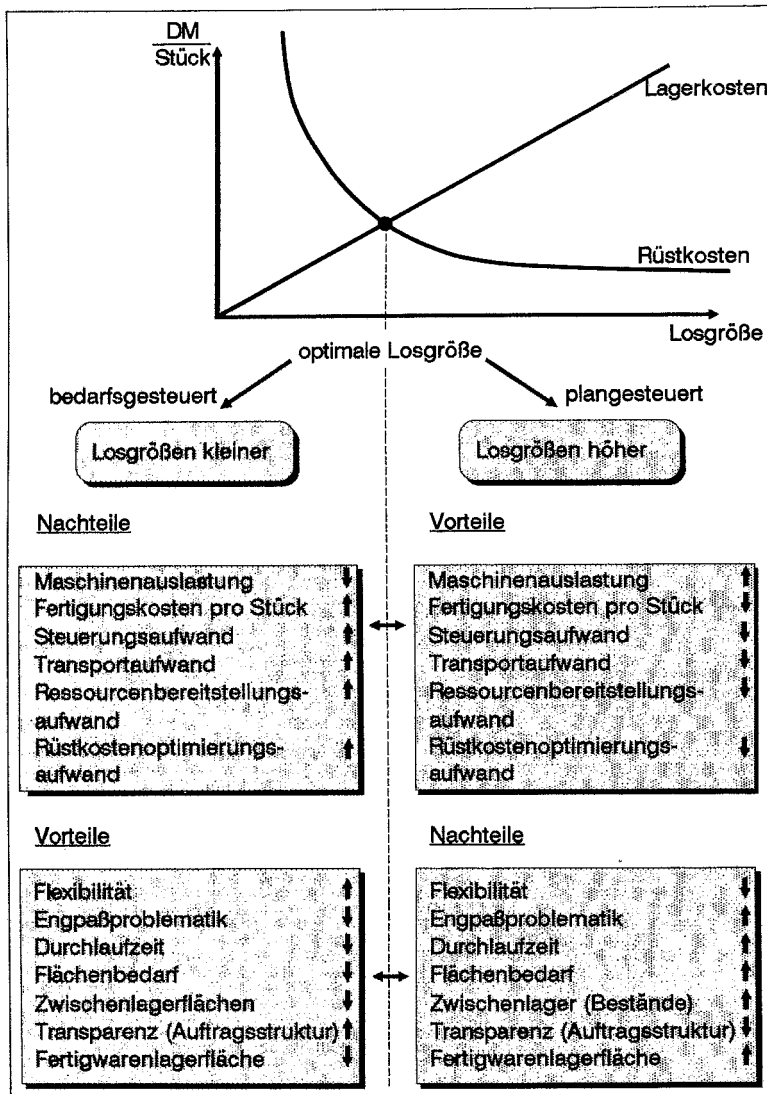 DM
Stück
Lagerkosten
Rüstkosten
Losgröße
optimale Losgröße
bedarfsgesteuert
plangesteuert
Losgrößen kleiner
Losgrößen höher
Nachteile
Maschinenauslastung ↓
Fertigungskosten pro Stück ↑
Steuerungsaufwand ↑
Transportaufwand ↑
Ressourcenbereitstellungs- ↑
aufwand
Rüstkostenoptimierungs- ↑
aufwand
Vorteile
Maschinenauslastung ↑
Fertigungskosten pro Stück ↓
Steuerungsaufwand ↓
Transportaufwand ↓
Ressourcenbereitstellungs- ↓
aufwand
Rüstkostenoptimierungs- ↓
aufwand
Vorteile
Flexibilität ↑
Engpaßproblematik ↓
Durchlaufzeit ↓
Flächenbedarf ↓
Zwischenlagerflächen ↓
Transparenz (Auftragsstruktur) ↑
Fertigwarenlagerfläche ↓
Nachteile
Flexibilität ↓
Engpaßproblematik ↑
Durchlaufzeit ↑
Flächenbedarf ↑
Zwischenlager (Bestände) ↑
Transparenz (Auftragsstruktur) ↓
Fertigwarenlagerfläche ↑